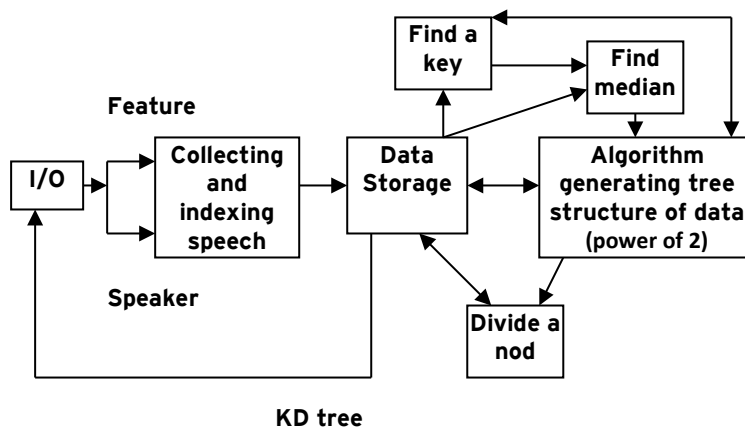 Find a
key
Find
median
Feature
I/O
Collecting
and
indexing
speech
Data
Storage
Algorithm
generating tree
structure of data
(power of 2)
Speaker
Divide a
nod
KD tree